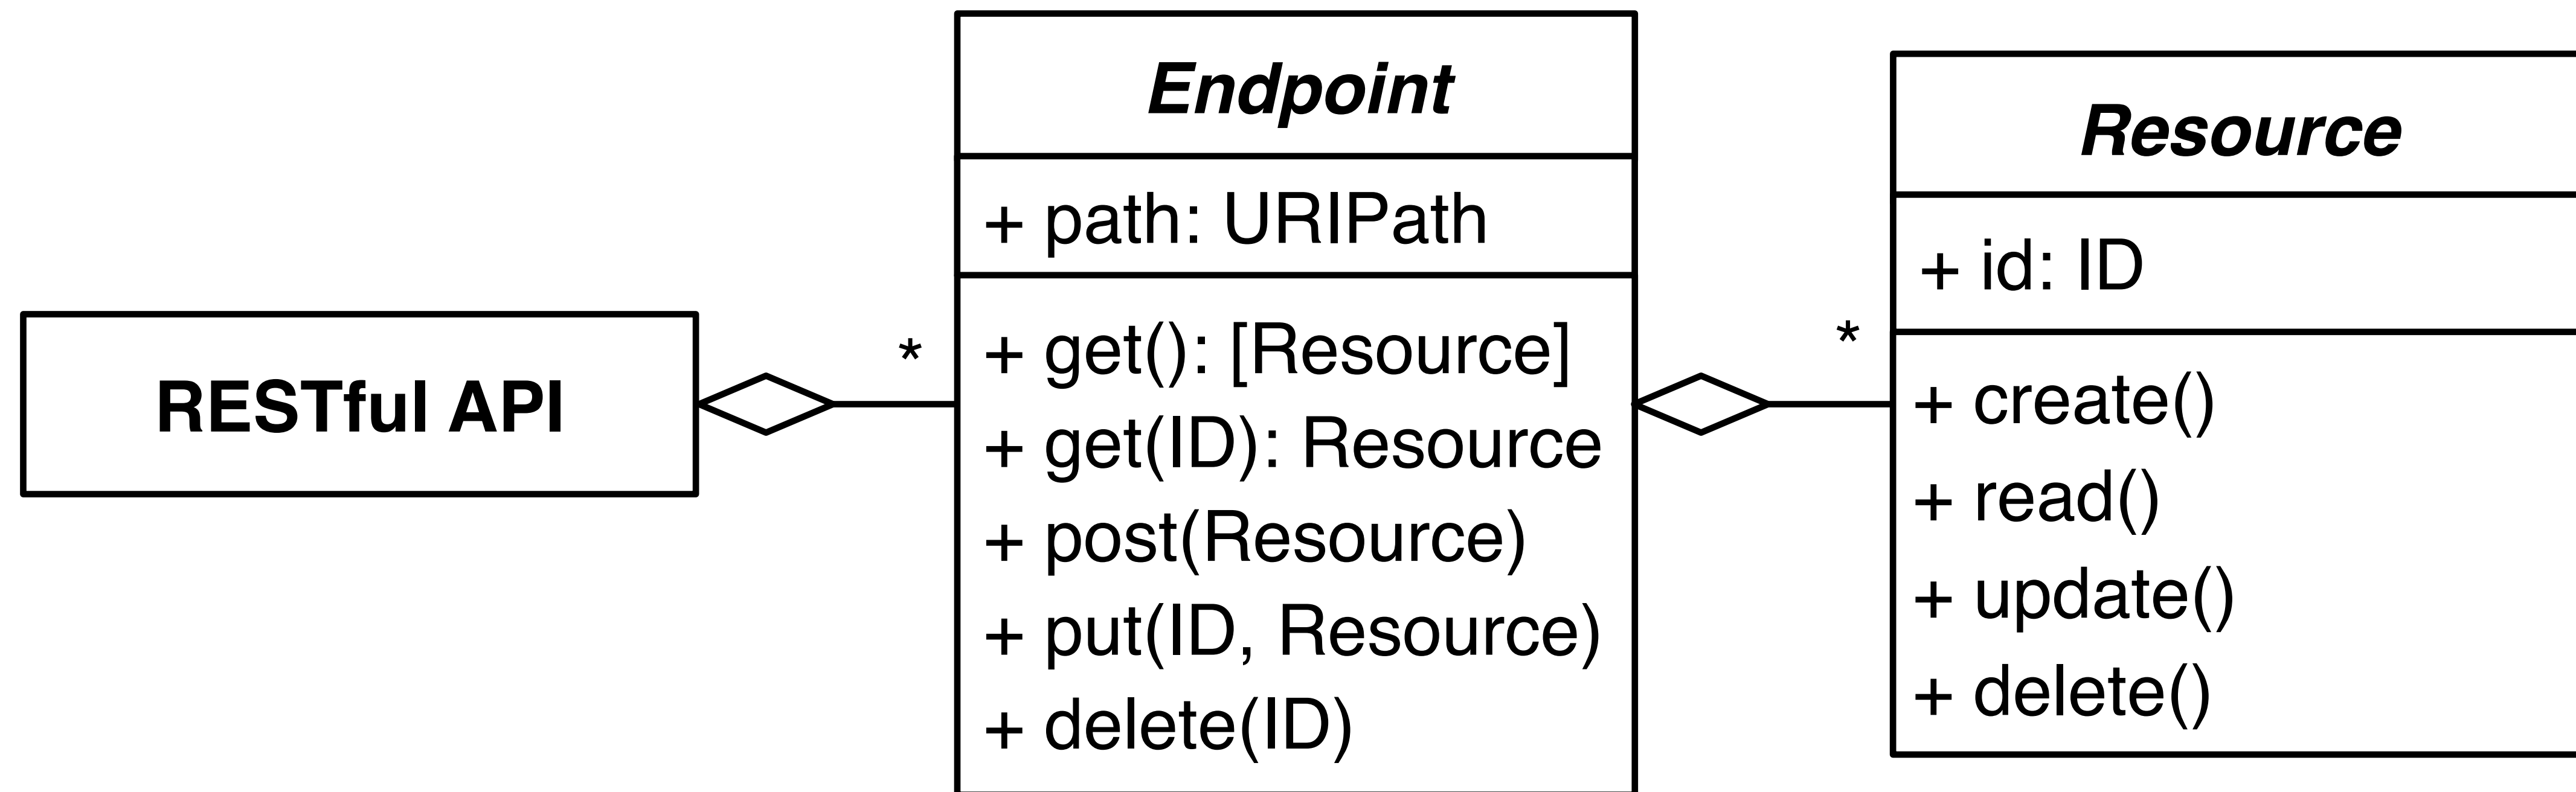 RESTful API
*
Endpoint
+ path: URIPath
+ get(): [Resource]
+ get(ID): Resource
+ post(Resource)
+ put(ID, Resource)
+ delete(ID)
*
Resource
+ id: ID
+ create()
+ read()
+ update()
+ delete()